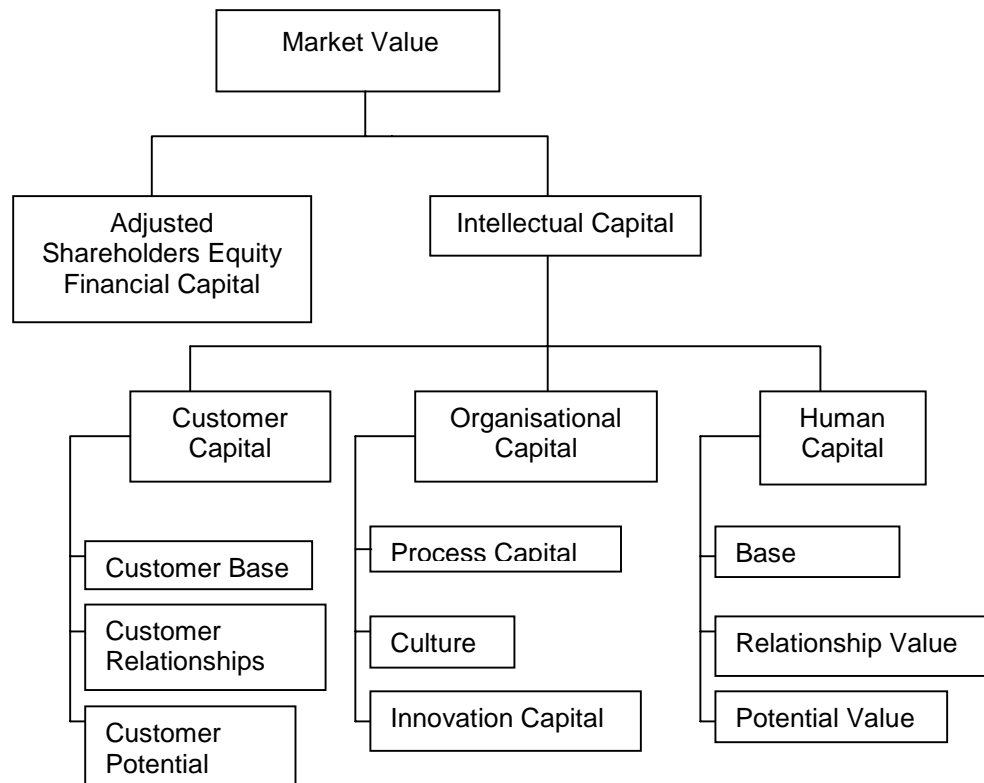 Market Value
Adjusted
Shareholders Equity
Financial Capital
Intellectual Capital
Customer
Capital
Organisational
Capital
Human
Capital
Customer Base
Customer
Relationships
Customer
Potential
Process Capital
Culture
Innovation Capital
Base
Relationship Value
Potential Value